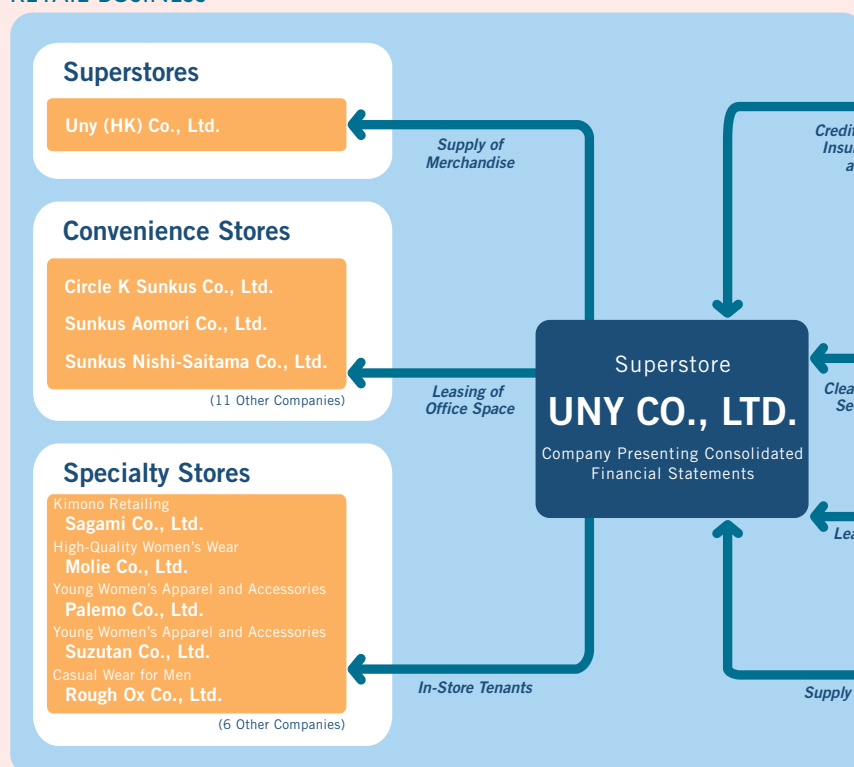 RETAIL BUSINESS
Superstores
Uny (HK) Co., Ltd.
Supply of
Merchandise
Convenience Stores
Circle K Sunkus Co., Ltd.
Sunkus Aomori Co., Ltd.
Sunkus Nishi-Saitama Co., Ltd.
(11 Other Companies)
Leasing of
Office Space
Specialty Stores
Kimono Retailing
Sagami Co., Ltd.
High-Quality Women's Wear
Molie Co., Ltd.
Young Women's Apparel and Accessories
Palemo Co., Ltd.
Young Women's Apparel and Accessories
Suzutan Co., Ltd.
Casual Wear for Men
Rough Ox Co., Ltd.
(6 Other Companies)
In-Store Tenants
Superstore
UNY CO., LTD.
Company Presenting Consolidated
Financial Statements
Supply